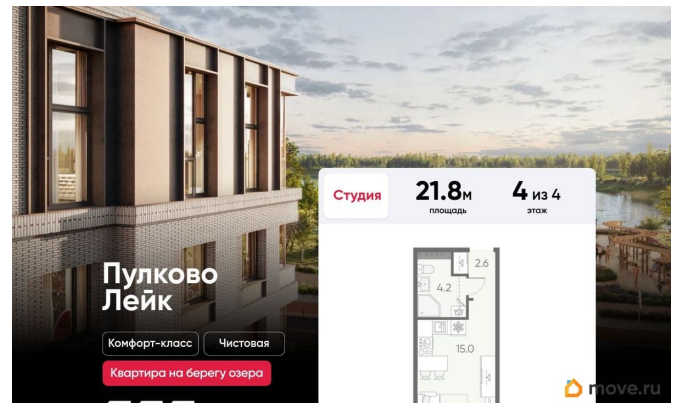 Студия
21.8м
площадь
4 из 4
этаж
2.6
4.2
15.0
Пулково
Лейк
Комфорт-класс
Чистовая
Квартира на берегу озера
move.ru